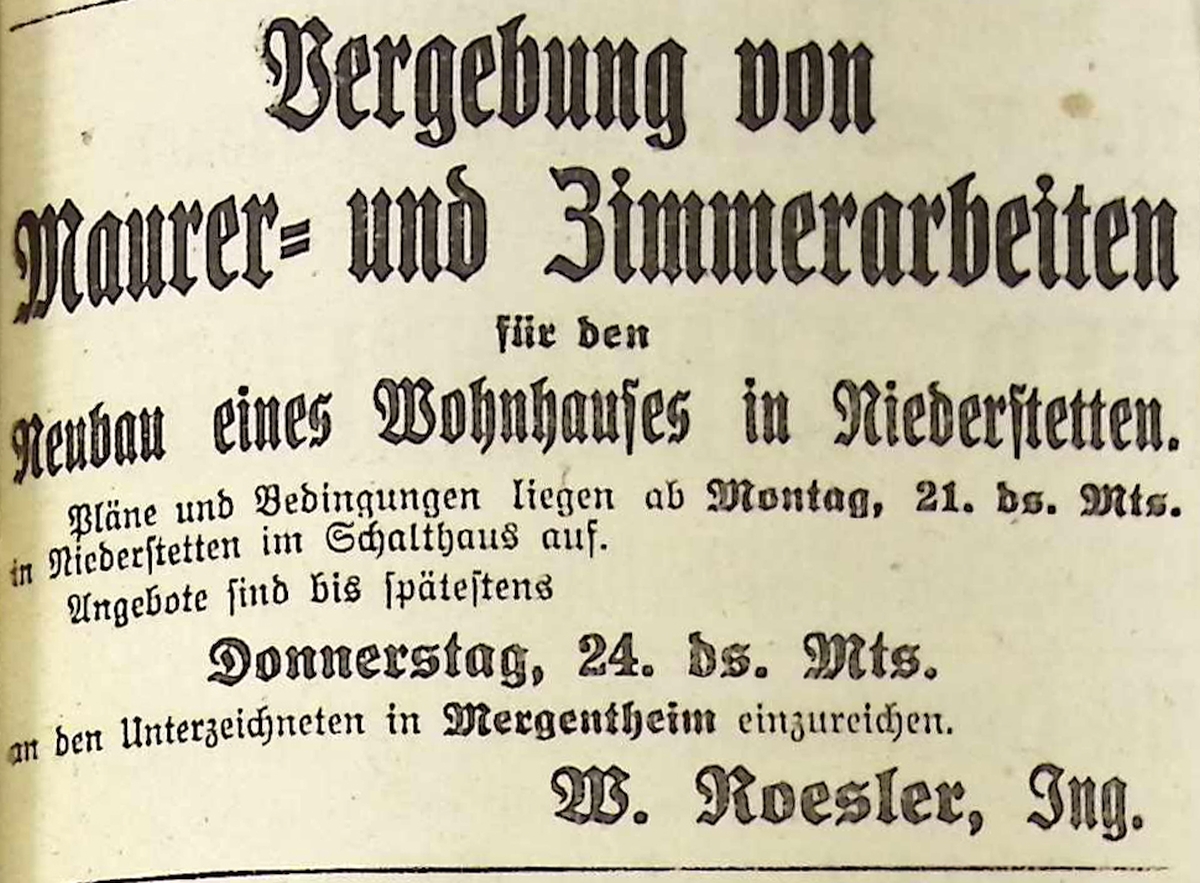 Vergebung von
Maurer- und Zimmerarbeiten
für den
Neubau eines Wohnhauses in Niederstetten.
Pläne und Bedingungen liegen ab Montag, 21. ds. Mts.
in Niederstetten im Schalthaus auf.
Angebote sind bis spätestens
Donnerstag, 24. ds. Mts.
an den Unterzeichneten in Mergentheim einzureichen.
W. Roesler, Ing.